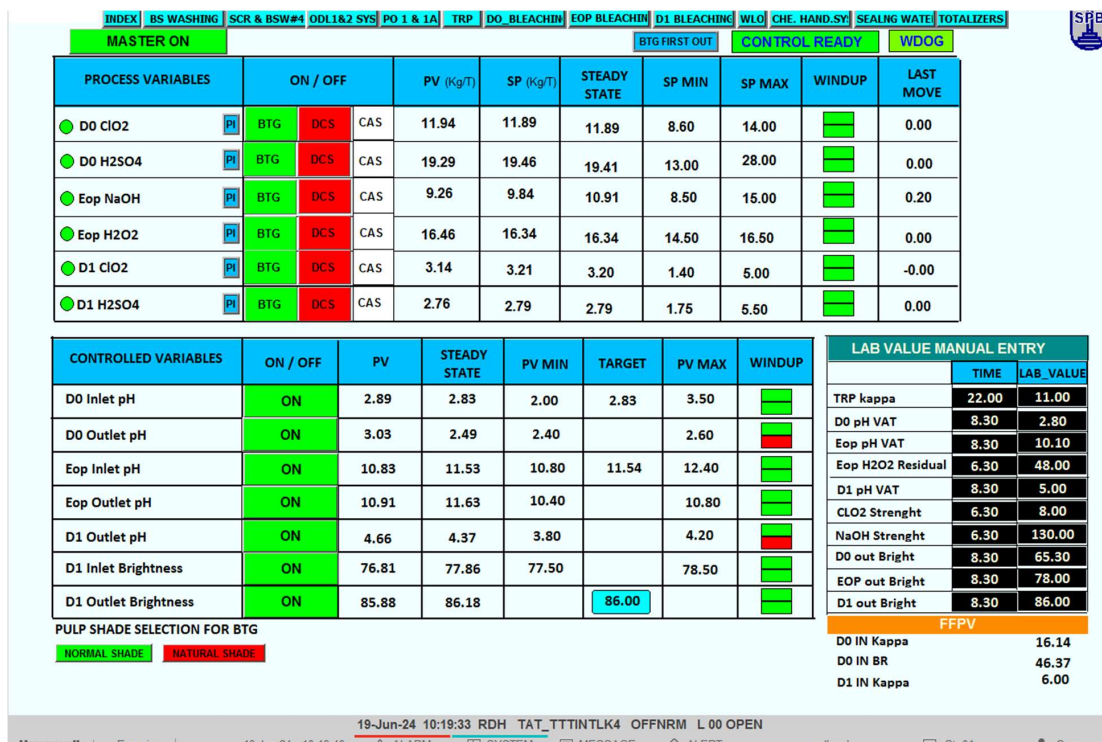 INDEX BS WASHING SCR & BSW#4 ODL1&2 SYS PO 1 & 1A TRP DO_BLEACHIN EOP BLEACHIN D1 BLEACHING WLO CHE. HAND.SY: SEALNG WATE TOTALIZERS SPB
MASTER ON BTG FIRST OUT CONTROL READY WDOG
PROCESS VARIABLES ON / OFF PV (Kg/T) SP (Kg/T) STEADY STATE SP MIN SP MAX WINDUP LAST MOVE
D0 ClO2 PI BTG DCS CAS 11.94 11.89 11.89 8.60 14.00 0.00
D0 H2SO4 PI BTG DCS CAS 19.29 19.46 19.41 13.00 28.00 0.00
Eop NaOH PI BTG DCS CAS 9.26 9.84 10.91 8.50 15.00 0.20
Eop H2O2 PI BTG DCS CAS 16.46 16.34 16.34 14.50 16.50 0.00
D1 ClO2 PI BTG DCS CAS 3.14 3.21 3.20 1.40 5.00 -0.00
D1 H2SO4 PI BTG DCS CAS 2.76 2.79 2.79 1.75 5.50 0.00
CONTROLLED VARIABLES ON / OFF PV STEADY STATE PV MIN TARGET PV MAX WINDUP
D0 Inlet pH ON 2.89 2.83 2.00 2.83 3.50
D0 Outlet pH ON 3.03 2.49 2.40 2.60
Eop Inlet pH ON 10.83 11.53 10.80 11.54 12.40
Eop Outlet pH ON 10.91 11.63 10.40 10.80
D1 Outlet pH ON 4.66 4.37 3.80 4.20
D1 Inlet Brightness ON 76.81 77.86 77.50 78.50
D1 Outlet Brightness ON 85.88 86.18 86.00
PULP SHADE SELECTION FOR BTG
NORMAL SHADE NATURAL SHADE
LAB VALUE MANUAL ENTRY
TIME LAB_VALUE
TRP kappa 22.00 11.00
D0 pH VAT 8.30 2.80
Eop pH VAT 8.30 10.10
Eop H2O2 Residual 6.30 48.00
D1 pH VAT 8.30 5.00
CLO2 Strenght 6.30 8.00
NaOH Strenght 6.30 130.00
D0 out Bright 8.30 65.30
EOP out Bright 8.30 78.00
D1 out Bright 8.30 86.00
FFPV
D0 IN Kappa 16.14
D0 IN BR 46.37
D1 IN Kappa 6.00
19-Jun-24 10:19:33 RDH TAT_TTTINTLK4 OFFNRM L 00 OPEN